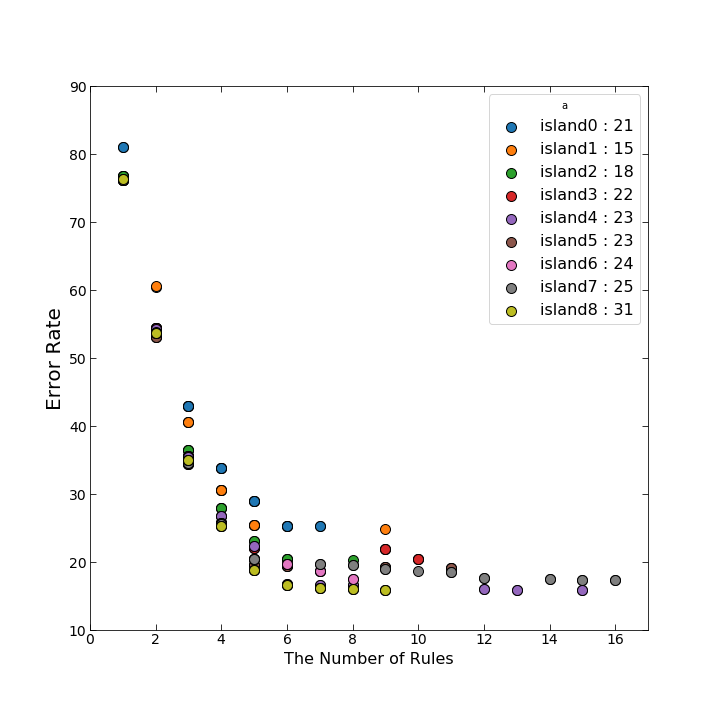 90
80
70
60
50
40
30
20
10
Error Rate
a
island0 : 21
island1 : 15
island2 : 18
island3 : 22
island4 : 23
island5 : 23
island6 : 24
island7 : 25
island8 : 31
0 2 4 6 8 10 12 14 16
The Number of Rules